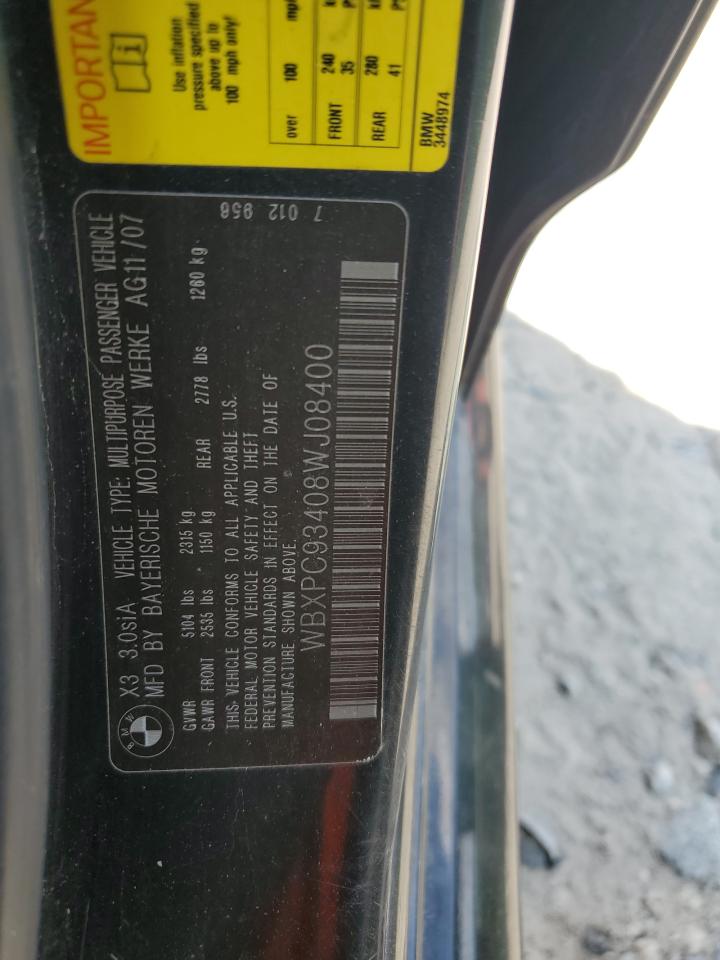 X3 3.0siA VEHICLE TYPE: MULTIPURPOSE PASSENGER VEHICLE
MFD BY BAYERISCHE MOTOREN WERKE AG 11/07
BMW
GVWR 5104 lbs 2315 kg
GAWR FRONT 2535 lbs 1150 kg REAR 2778 lbs 1260 kg
THIS VEHICLE CONFORMS TO ALL APPLICABLE U.S.
FEDERAL MOTOR VEHICLE SAFETY AND THEFT
PREVENTION STANDARDS IN EFFECT ON THE DATE OF
MANUFACTURE SHOWN ABOVE.
WBXPC93408WJ08400
7 012 958
IMPORTAN
Use inflation
pressure specified
above up to
100 mph only!
over 100 mph
FRONT 240 35
REAR 280 41
BMW
3448974